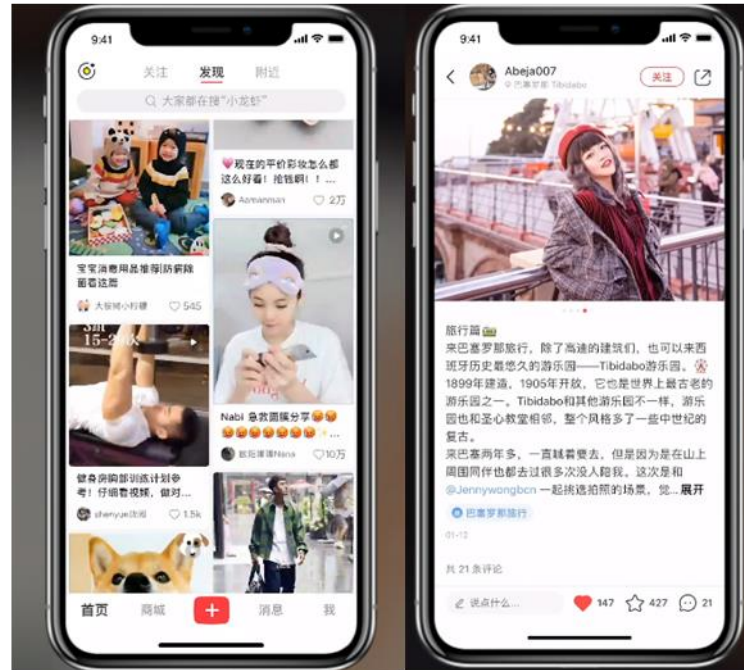 9:41
关注 发现 附近
大家都在搜“小龙虾”
现在的平价彩妆怎么都
这么好看！抢钱啊！！...
Aamanman 2万
宝宝消毒用品推荐|防病除
菌看这篇
545
15-20x
Nabi 急救面膜分享
10万
健身房胸部训练计划参
考！仔细看视频，做对...
1.5k
首页 商城 + 消息 我
9:41
Abeja007
巴塞罗那 Tibidabo
关注
旅行篇
来巴塞罗那旅行，除了高迪的建筑们，也可以来西
班牙历史最悠久的游乐园——Tibidabo游乐园。
1899年建造，1905年开放，它也是世界上最古老的
游乐园之一。Tibidabo和其他游乐园不一样，游乐
园也和圣心教堂相邻，整个风格多了一些中世纪的
复古。
来巴塞两年多，一直喊着要去，但是因为是在山上
周围同伴也都去过很多次没人陪我，这次是和
@Jennywongbcn 一起挑选拍照的场景，觉...展开
巴塞罗那旅行
01-12
共 21 条评论
说点什么... 147 427 21